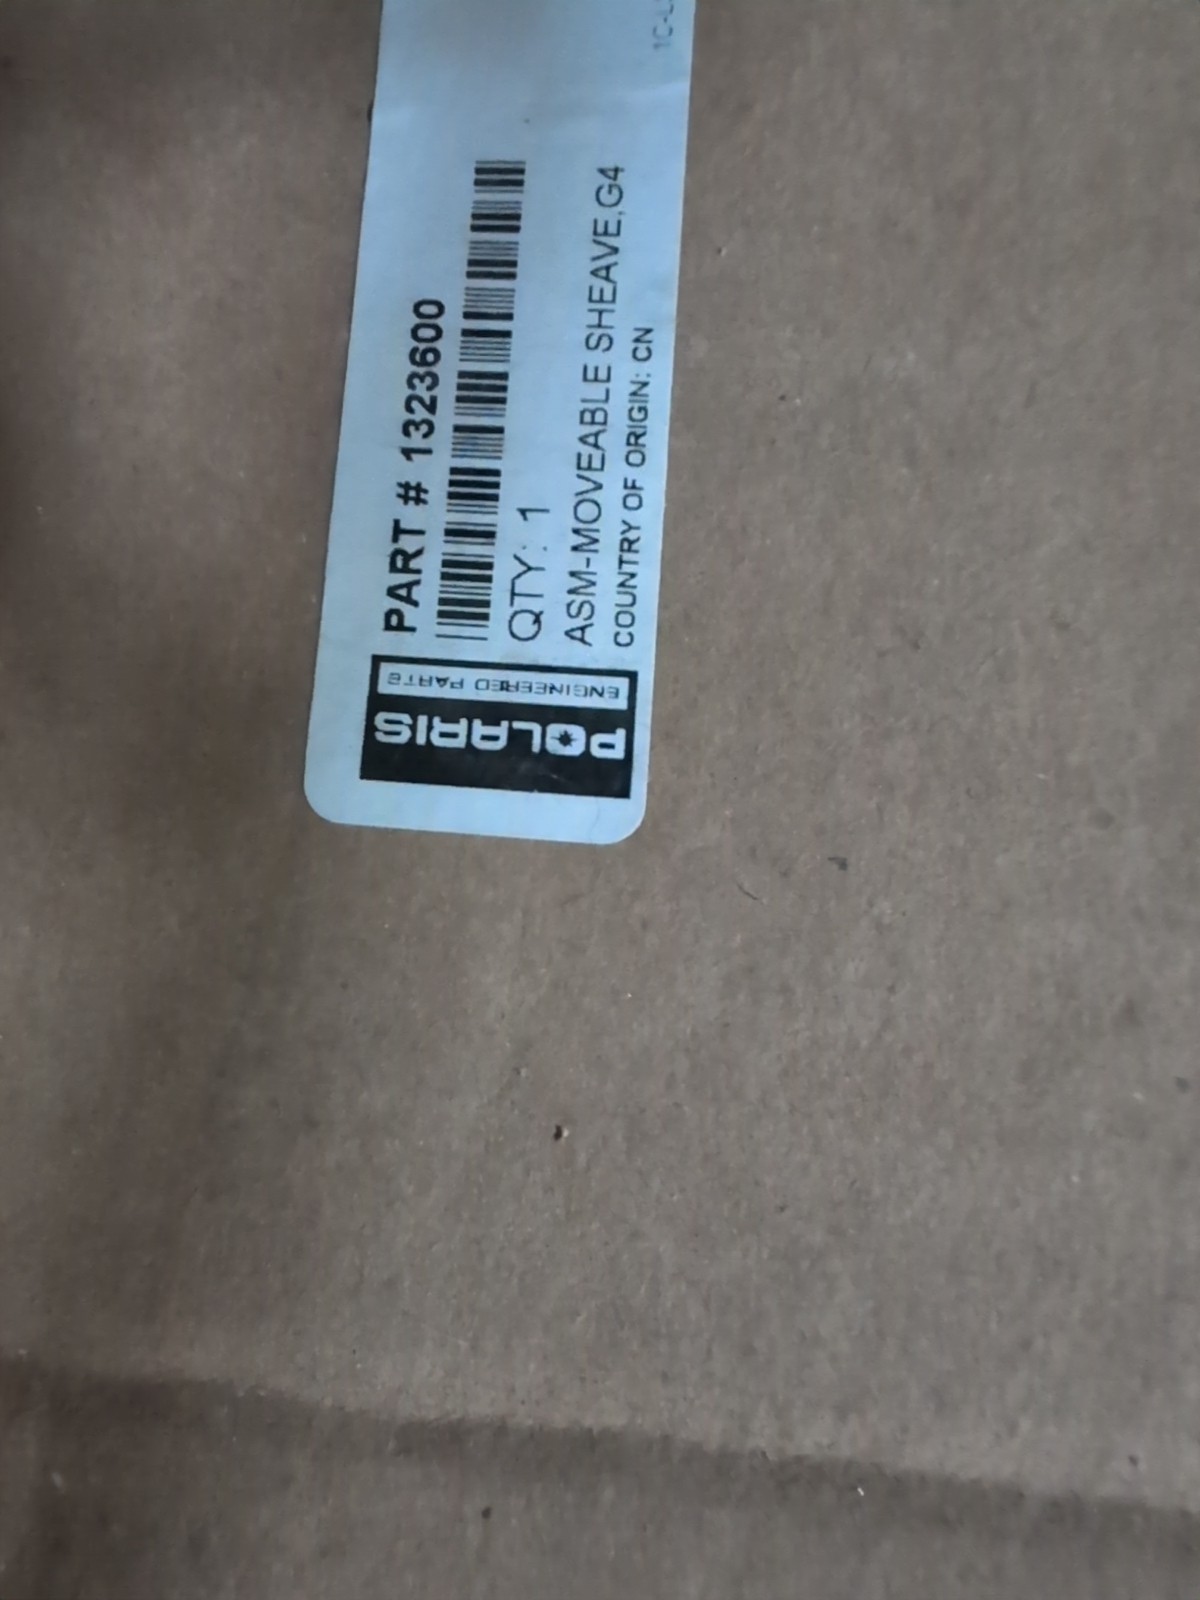 POLARIS
ENGINEERED PARTS
PART # 1323600
QTY: 1
ASM-MOVEABLE SHEAVE,G4
COUNTRY OF ORIGIN: CN